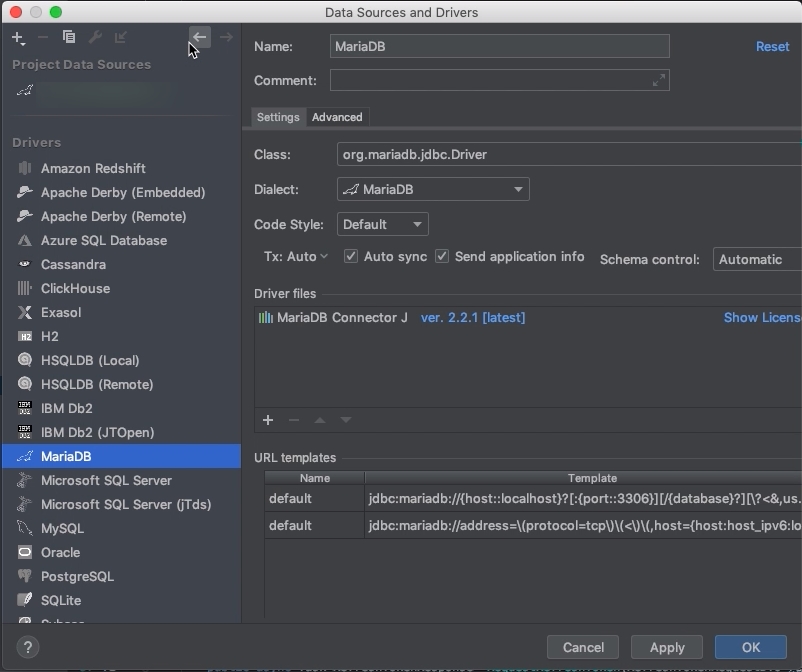 Data Sources and Drivers
Project Data Sources
Drivers
Amazon Redshift
Apache Derby (Embedded)
Apache Derby (Remote)
Azure SQL Database
Cassandra
ClickHouse
Exasol
H2
HSQLDB (Local)
HSQLDB (Remote)
IBM Db2
IBM Db2 (JTOpen)
MariaDB
Microsoft SQL Server
Microsoft SQL Server (jTds)
MySQL
Oracle
PostgreSQL
SQLite
Name: MariaDB Reset
Comment:
Settings Advanced
Class: org.mariadb.jdbc.Driver
Dialect: MariaDB
Code Style: Default
Tx: Auto Auto sync Send application info Schema control: Automatic
Driver files
MariaDB Connector J ver. 2.2.1 [latest] Show Licens
URL templates
Name Template
default jdbc:mariadb://{host::localhost}?[:{port::3306}][/{database}?][\?<&,us.
default jdbc:mariadb://address=\(protocol=tcp\)\(<\)\(,host={host:host_ipv6:lo
? Cancel Apply OK